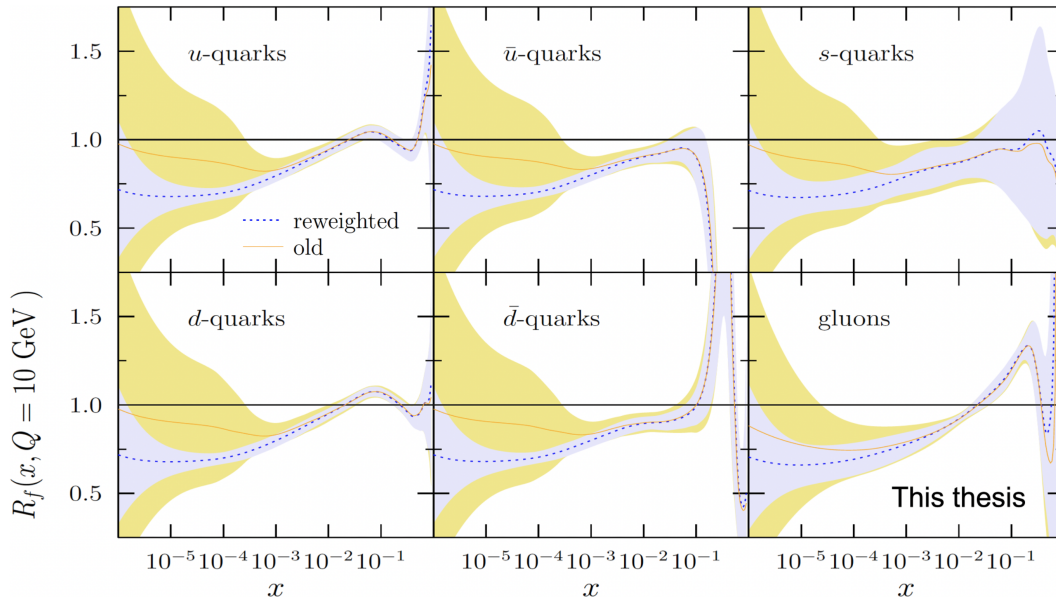 1.5
1.0
0.5
u-quarks
ū-quarks
s-quarks
reweighted
old
1.5
1.0
0.5
d-quarks
d̄-quarks
gluons
This thesis
R_f(x, Q = 10 GeV )
10⁻⁵ 10⁻⁴ 10⁻³ 10⁻² 10⁻¹
10⁻⁵ 10⁻⁴ 10⁻³ 10⁻² 10⁻¹
10⁻⁵ 10⁻⁴ 10⁻³ 10⁻² 10⁻¹
x
x
x